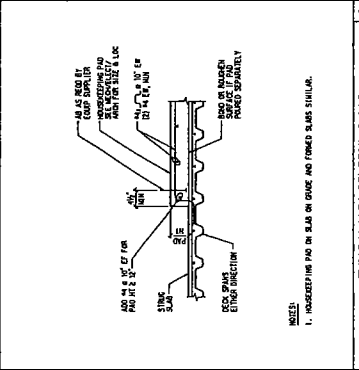 AB AS REQD BY
EQUIP SUPPLIER
HOUSEKEEPING PAD
SEE MECH/ELECT/
ARCH FOR SIZE & LOC
#4 @ 10" EW
(2) #4 EW, MIN
BOND OR ROUGHEN
SURFACE IF PAD
POURED SEPARATELY
4½"
MIN
PAD
HT
ADD #4 @ 10" EF FOR
PAD HT ≥ 12"
STRUC
SLAB
DECK SPANS
EITHER DIRECTION
NOTES:
1. HOUSEKEEPING PAD ON SLAB ON GRADE AND FORMED SLABS SIMILAR.